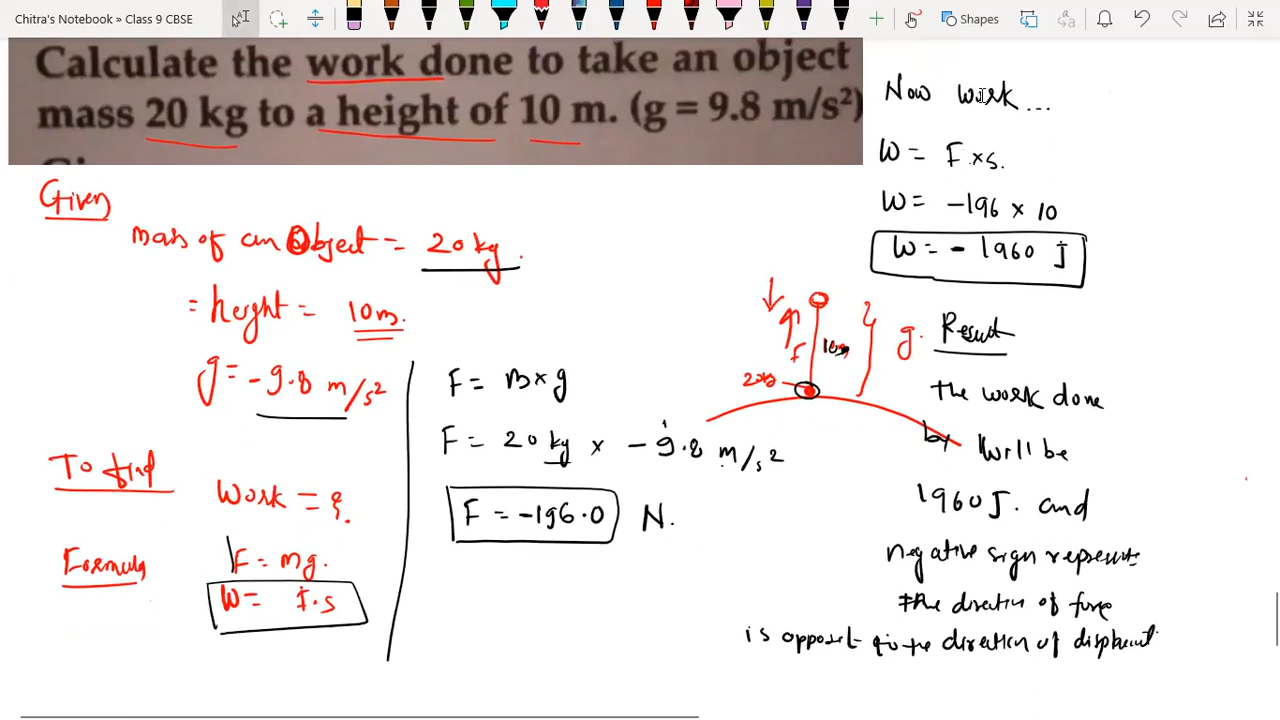 Chitra's Notebook » Class 9 CBSE
Shapes
Calculate the work done to take an object
mass 20 kg to a height of 10 m. (g = 9.8 m/s²)
Given
mass of an Object = 20 kg.
= height = 10m.
g = -9.8 m/s²
To find
Work = ?
Formula
F = mg.
W = F.s
F = m×g
F = 20 kg × -9.8 m/s²
F = -196.0 N.
Now work...
W = F×s.
W = -196 × 10
W = -1960 J
F
10m
g.
Result
the work done
by will be
1960J. and
negative sign represents
the direction of force
is opposit to the direction of